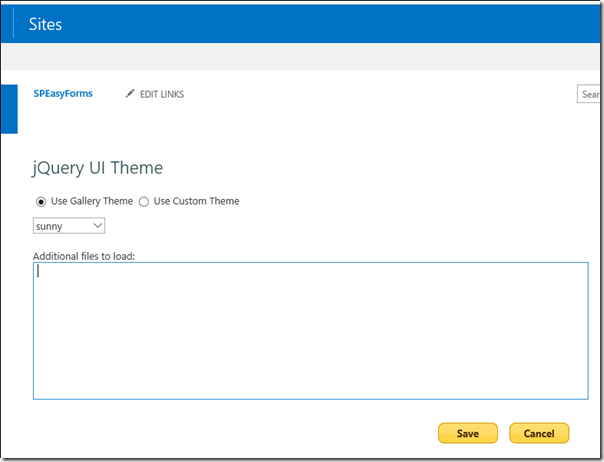 Sites
SPEasyForms EDIT LINKS Sear
jQuery UI Theme
Use Gallery Theme Use Custom Theme
sunny
Additional files to load:
Save Cancel